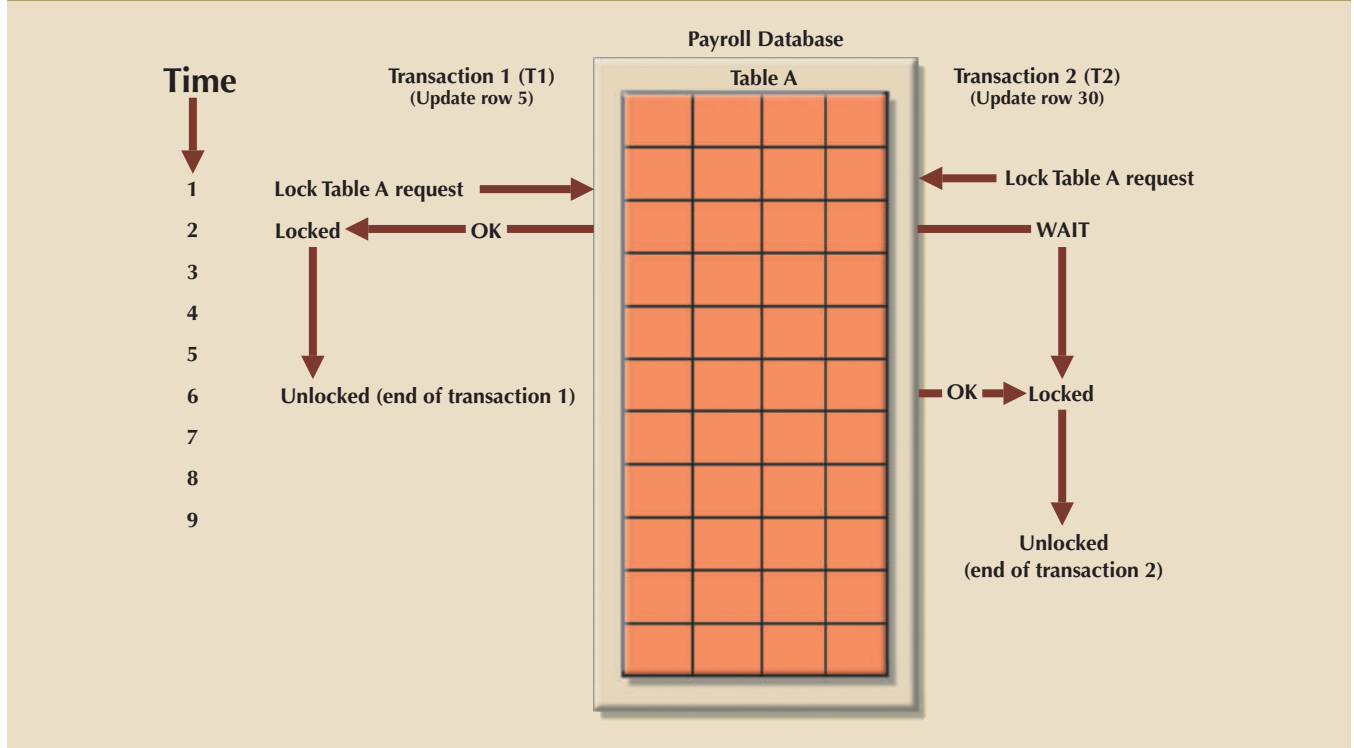 Payroll Database
Time
Transaction 1 (T1)
(Update row 5)
Table A
Transaction 2 (T2)
(Update row 30)
1
Lock Table A request
Lock Table A request
2
Locked
OK
WAIT
3
4
5
6
Unlocked (end of transaction 1)
OK
Locked
7
8
9
Unlocked
(end of transaction 2)